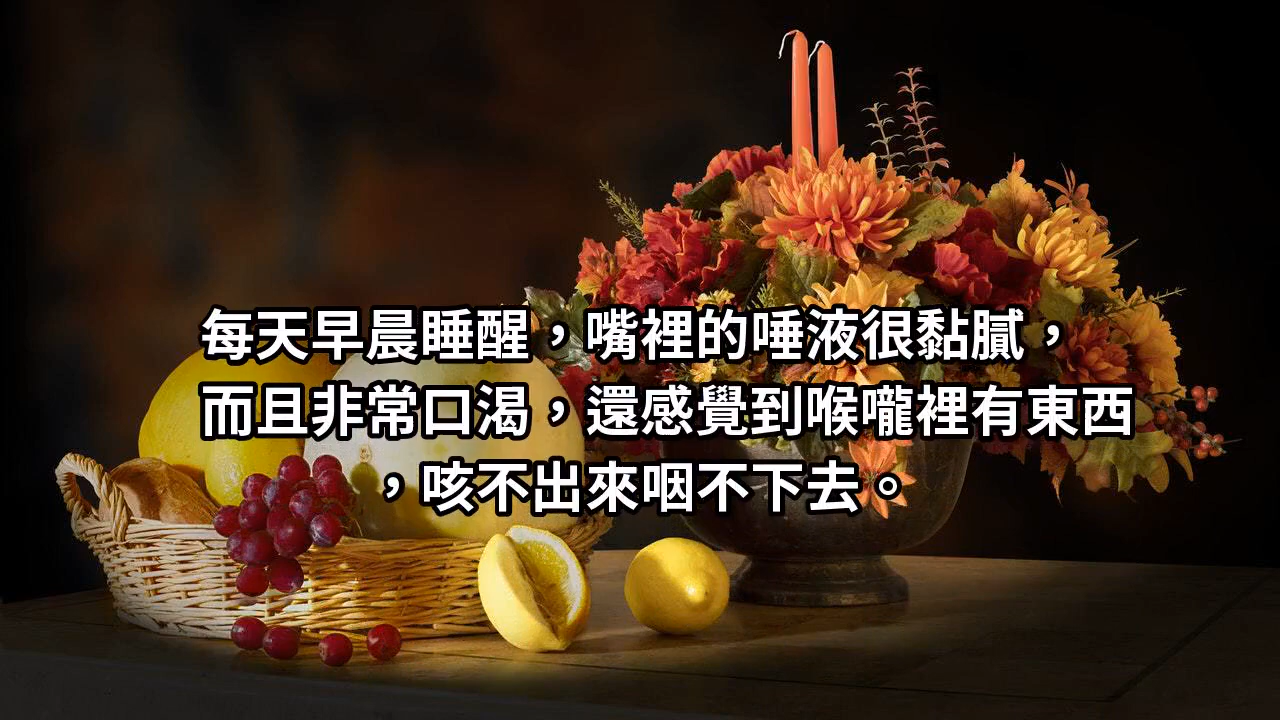 每天早晨睡醒，嘴裡的唾液很黏膩，
而且非常口渴，還感覺到喉嚨裡有東西
，咳不出來咽不下去。